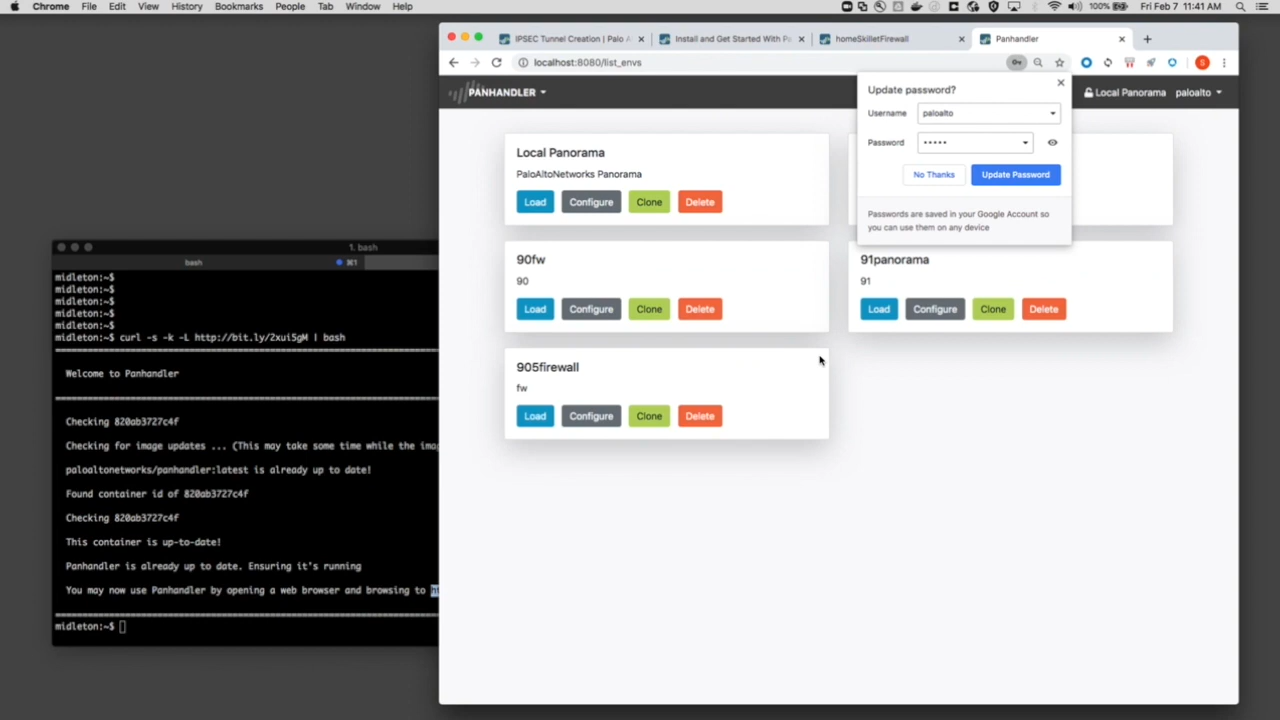 Chrome File Edit View History Bookmarks People Tab Window Help 100% Fri Feb 7 11:41 AM
IPSEC Tunnel Creation | Palo A
Install and Get Started With Pa
homeSkilletFirewall
Panhandler
localhost:8080/list_envs
PANHANDLER
Local Panorama paloalto
Update password?
Username paloalto
Password •••••
No Thanks Update Password
Passwords are saved in your Google Account so
you can use them on any device
Local Panorama
PaloAltoNetworks Panorama
Load Configure Clone Delete
90fw
90
Load Configure Clone Delete
91panorama
91
Load Configure Clone Delete
905firewall
fw
Load Configure Clone Delete
1. bash
bash ⌘1
midleton:~$
midleton:~$
midleton:~$
midleton:~$
midleton:~$
midleton:~$ curl -s -k -L http://bit.ly/2xui5gM | bash
Welcome to Panhandler
Checking 820ab3727c4f
Checking for image updates ... (This may take some time while the imag
paloaltonetworks/panhandler:latest is already up to date!
Found container id of 820ab3727c4f
Checking 820ab3727c4f
This container is up-to-date!
Panhandler is already up to date. Ensuring it's running
You may now use Panhandler by opening a web browser and browsing to
midleton:~$